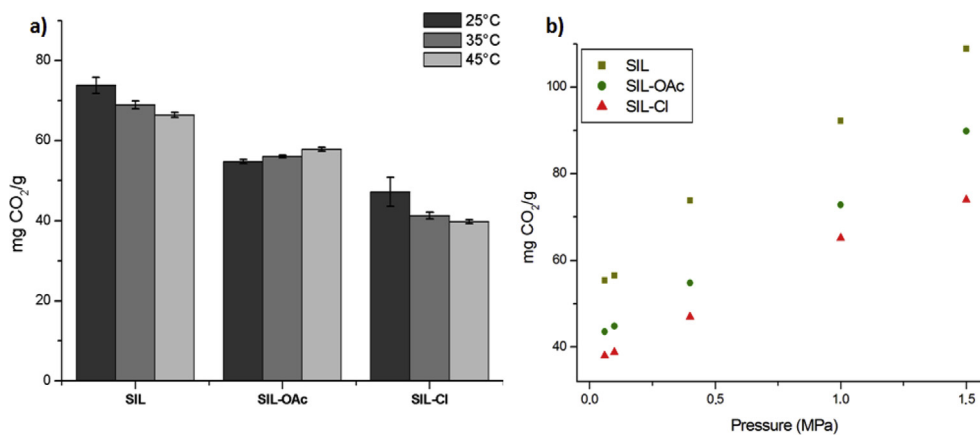 a)
25°C
35°C
45°C
mg CO₂/g
80
60
40
20
0
SIL
SIL-OAc
SIL-Cl
b)
SIL
SIL-OAc
SIL-Cl
mg CO₂/g
100
80
60
40
0,0
0,5
1,0
1,5
Pressure (MPa)